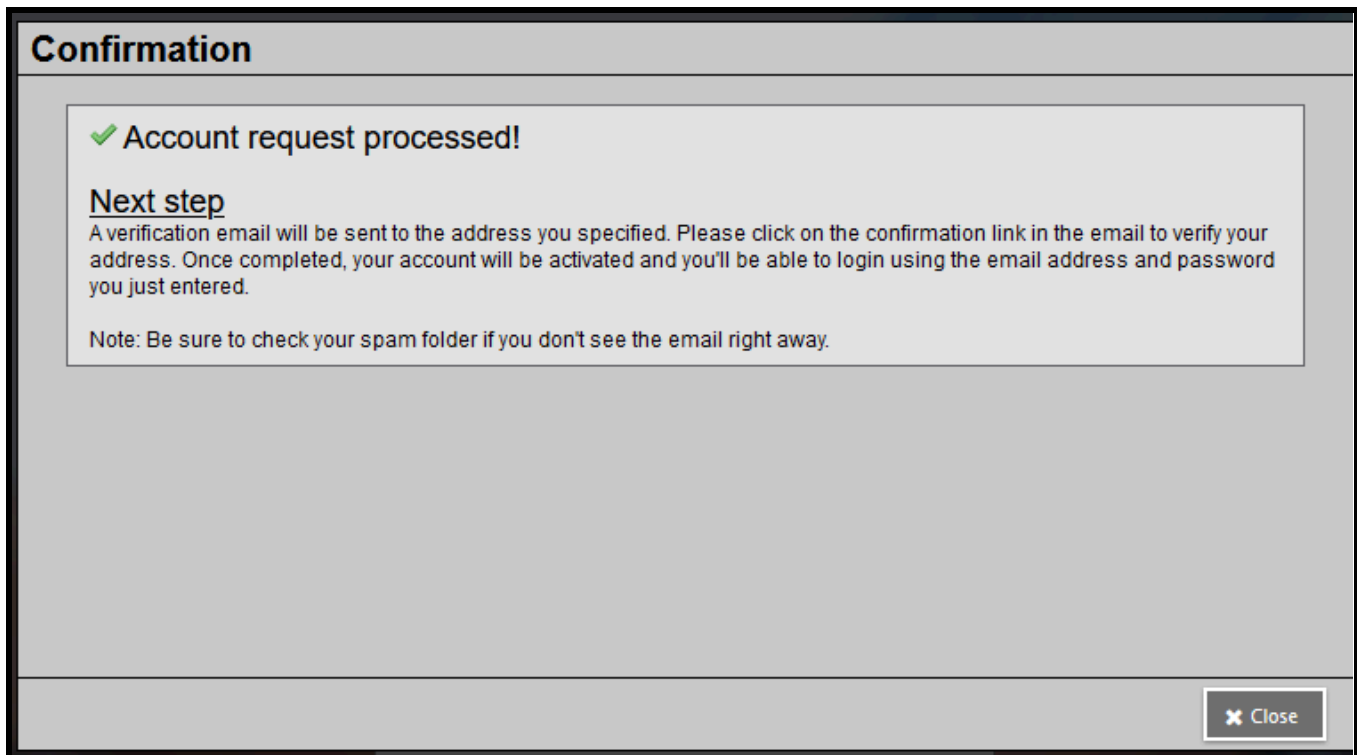 Confirmation
Account request processed!
Next step
A verification email will be sent to the address you specified. Please click on the confirmation link in the email to verify your
address. Once completed, your account will be activated and you'll be able to login using the email address and password
you just entered.
Note: Be sure to check your spam folder if you don't see the email right away.
Close